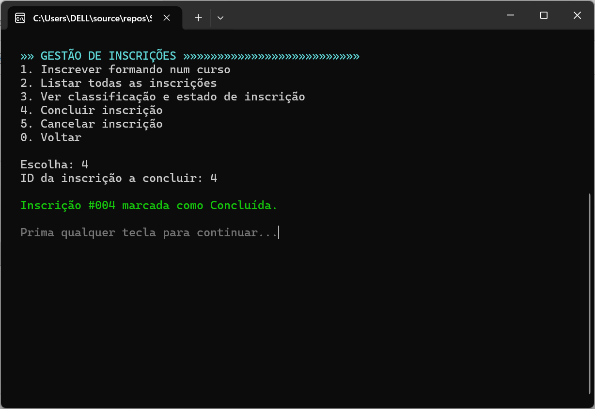 C:\Users\DELL\source\repos\S
»» GESTÃO DE INSCRIÇÕES »»»»»»»»»»»»»»»»»»»»»»»»»»
1. Inscrever formando num curso
2. Listar todas as inscrições
3. Ver classificação e estado de inscrição
4. Concluir inscrição
5. Cancelar inscrição
0. Voltar
Escolha: 4
ID da inscrição a concluir: 4
Inscrição #004 marcada como Concluída.
Prima qualquer tecla para continuar...